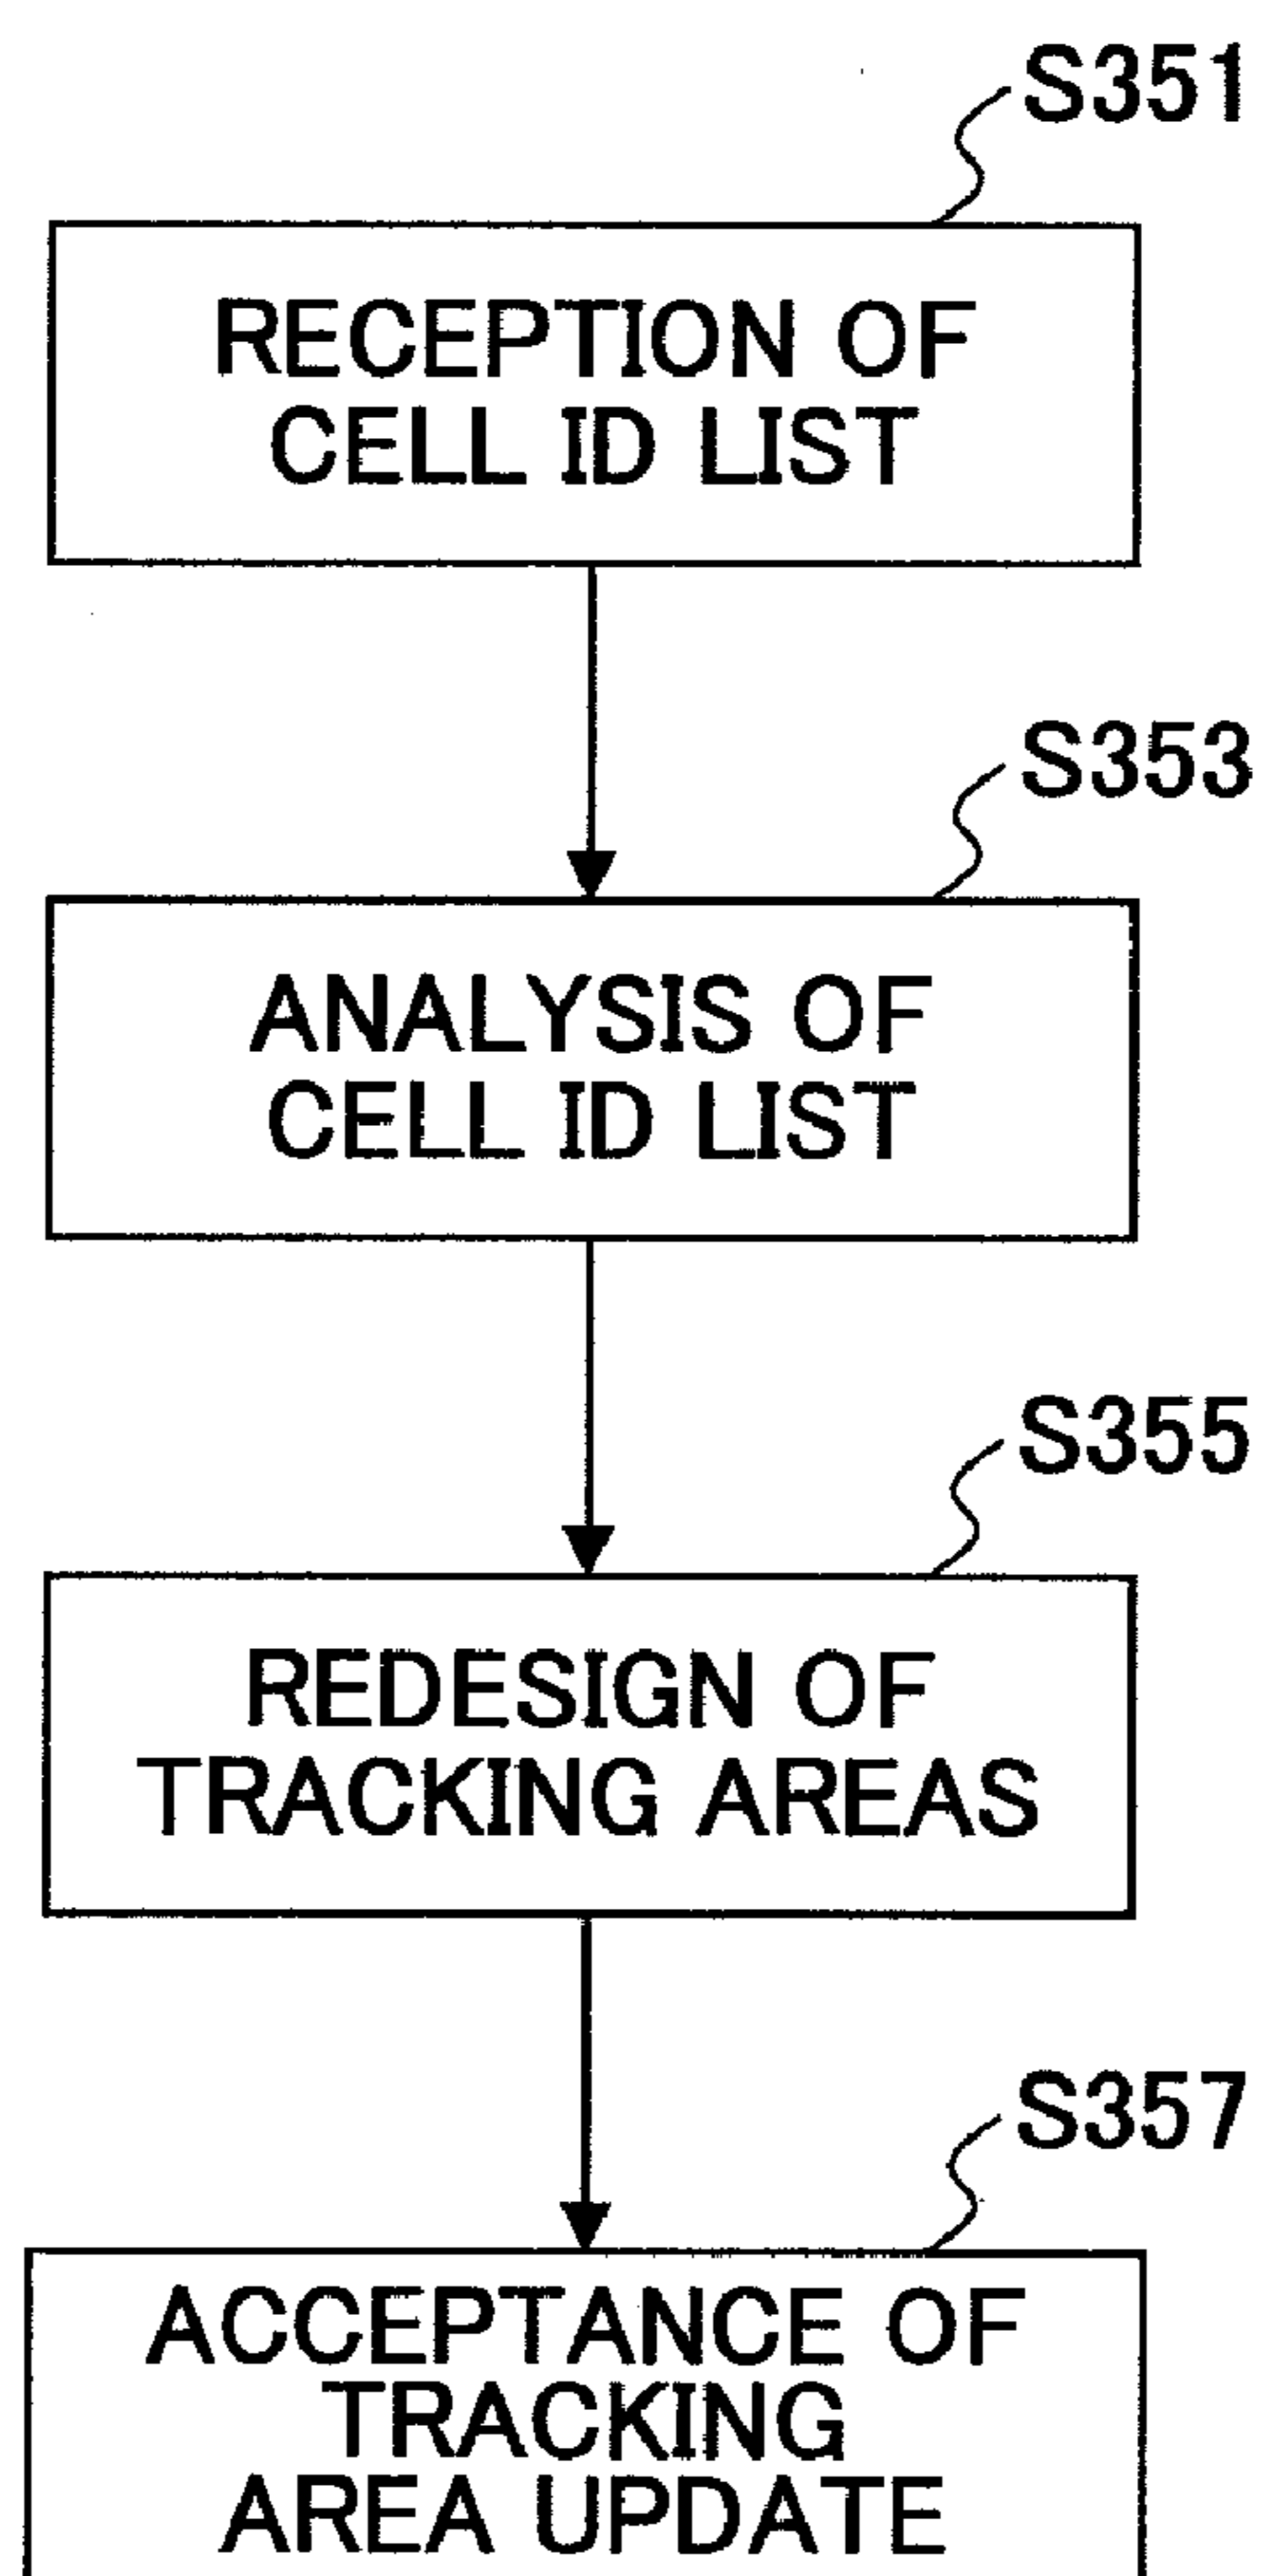 S351
RECEPTION OF
CELL ID LIST
S353
ANALYSIS OF
CELL ID LIST
S355
REDESIGN OF
TRACKING AREAS
S357
ACCEPTANCE OF
TRACKING
AREA UPDATE